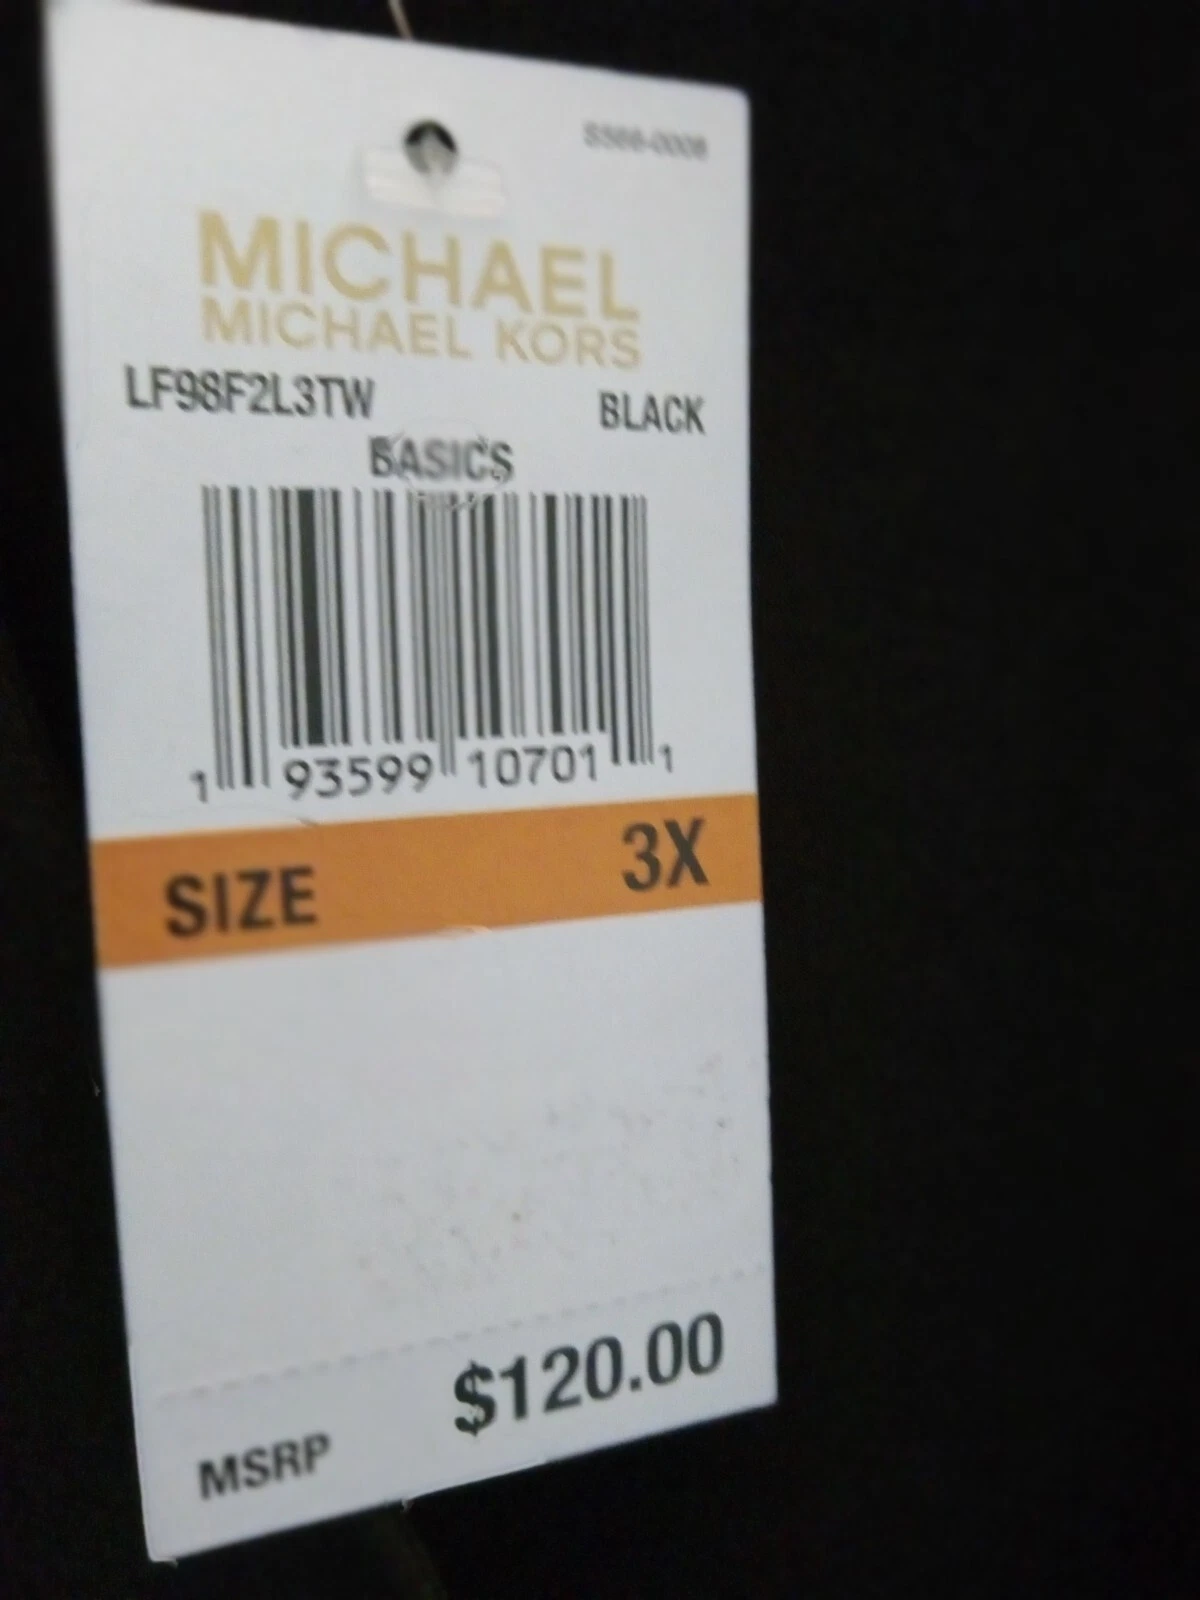 MICHAEL
MICHAEL KORS
LF98F2L3TW BLACK
BASICS
1 93599 10701 1
SIZE 3X
$120.00
MSRP